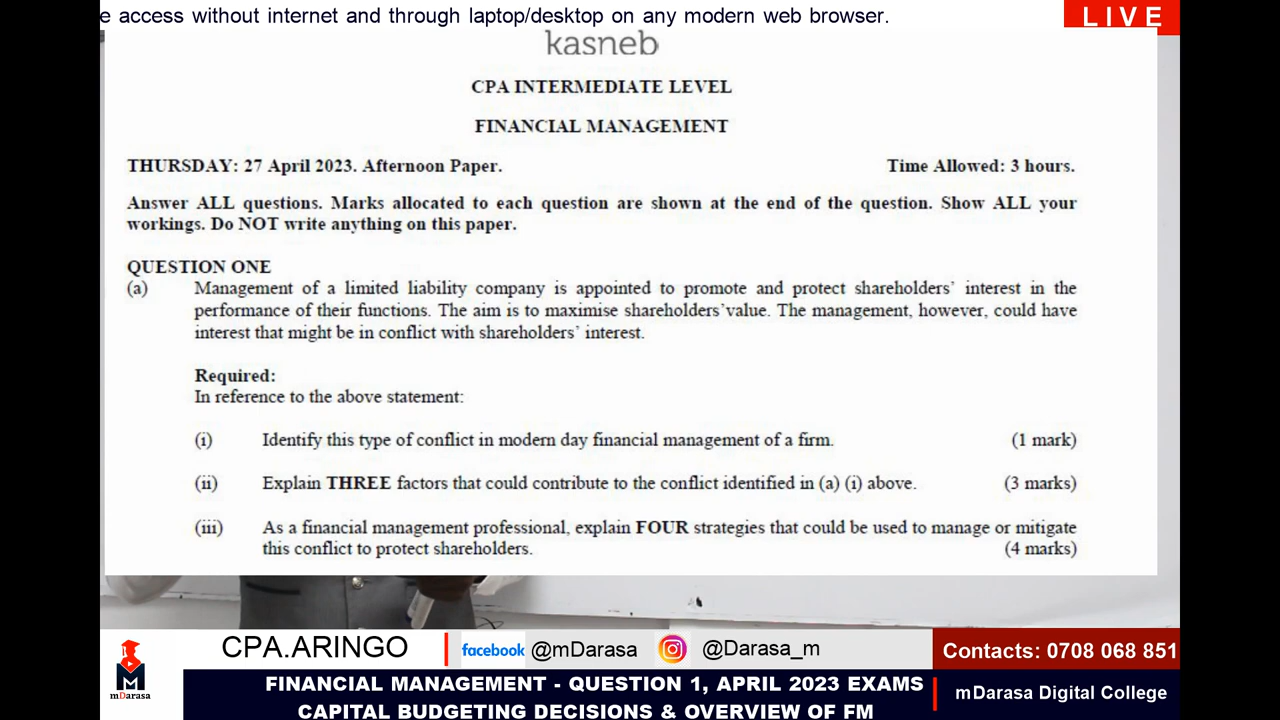 e access without internet and through laptop/desktop on any modern web browser.
LIVE
kasneb
CPA INTERMEDIATE LEVEL
FINANCIAL MANAGEMENT
THURSDAY: 27 April 2023. Afternoon Paper. Time Allowed: 3 hours.
Answer ALL questions. Marks allocated to each question are shown at the end of the question. Show ALL your
workings. Do NOT write anything on this paper.
QUESTION ONE
(a) Management of a limited liability company is appointed to promote and protect shareholders' interest in the
performance of their functions. The aim is to maximise shareholders'value. The management, however, could have
interest that might be in conflict with shareholders' interest.
Required:
In reference to the above statement:
(i) Identify this type of conflict in modern day financial management of a firm. (1 mark)
(ii) Explain THREE factors that could contribute to the conflict identified in (a) (i) above. (3 marks)
(iii) As a financial management professional, explain FOUR strategies that could be used to manage or mitigate
this conflict to protect shareholders. (4 marks)
CPA.ARINGO
facebook @mDarasa @Darasa_m
Contacts: 0708 068 851
mDarasa
FINANCIAL MANAGEMENT - QUESTION 1, APRIL 2023 EXAMS
CAPITAL BUDGETING DECISIONS & OVERVIEW OF FM
mDarasa Digital College